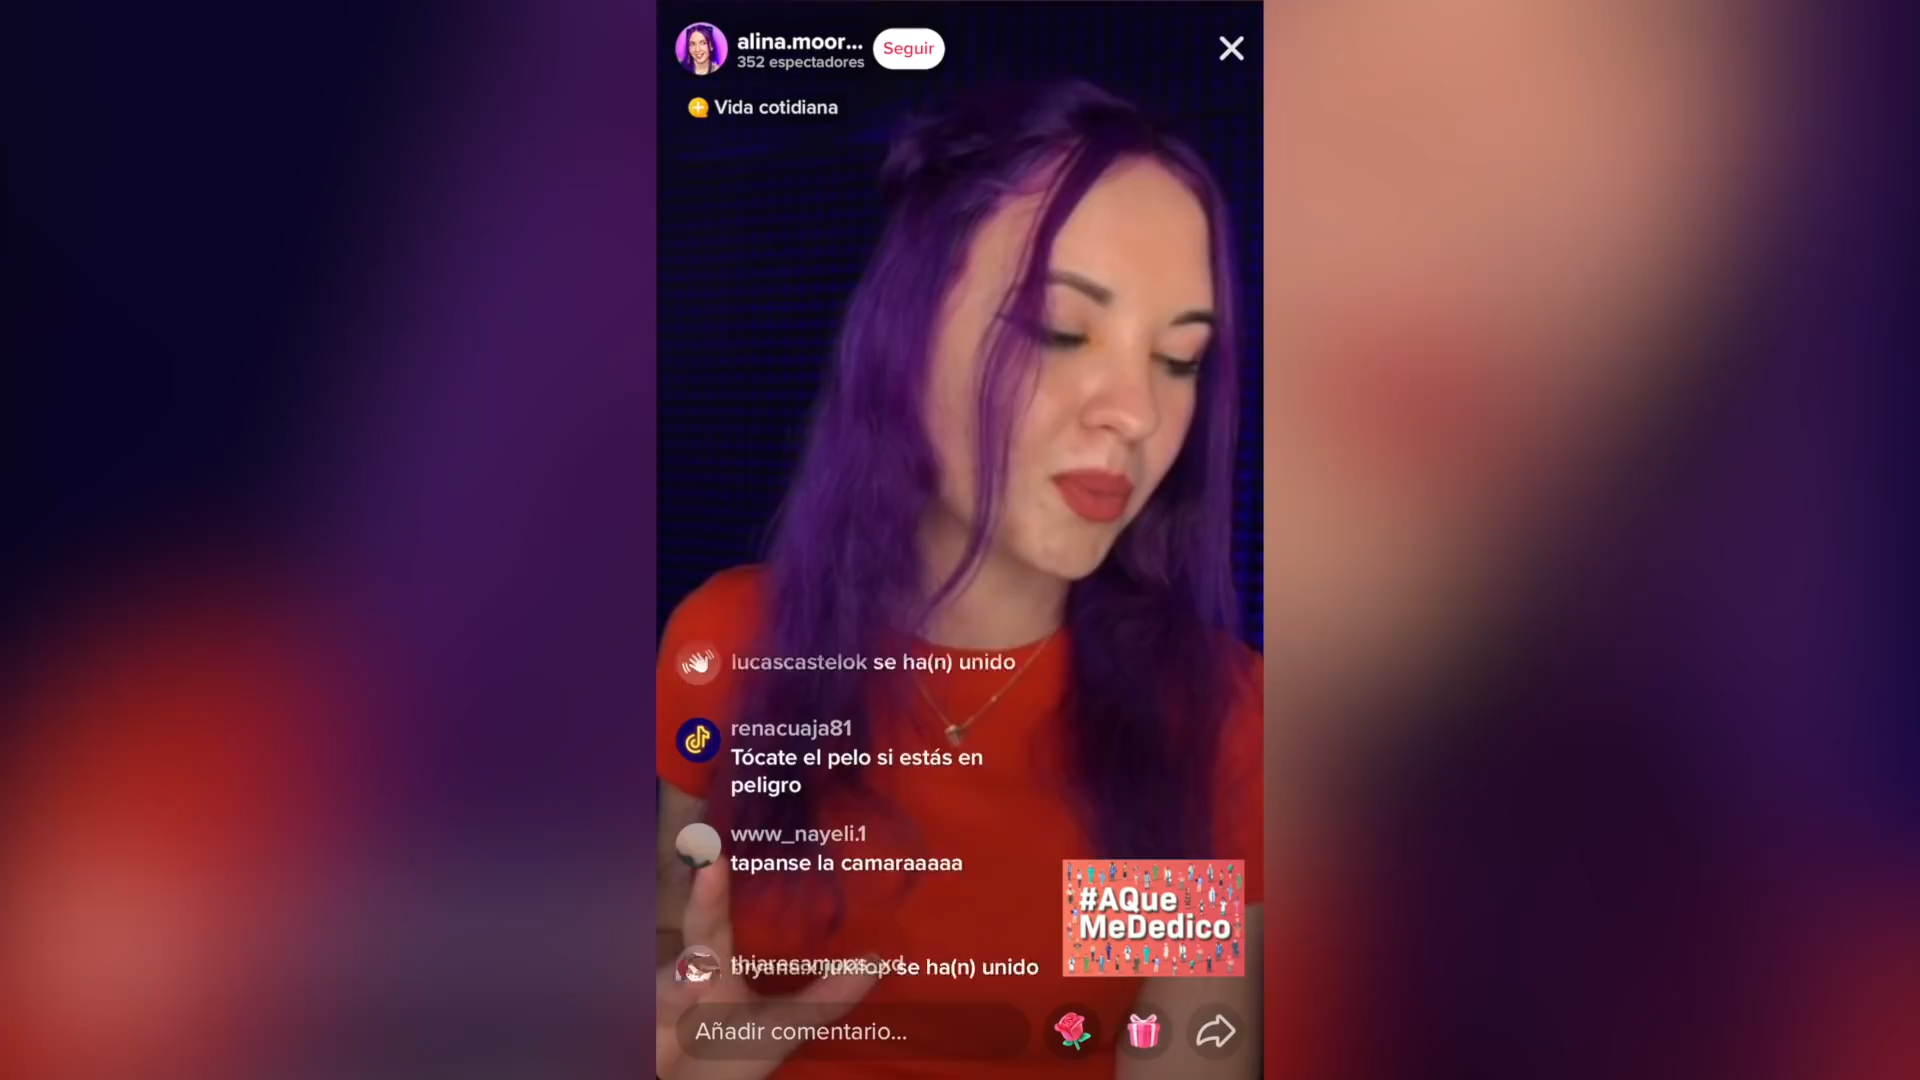 alina.moor...
Seguir
352 espectadores
Vida cotidiana
lucascastelok se ha(n) unido
renacuaja81
Tócate el pelo si estás en
peligro
www_nayeli.1
tapanse la camaraaaaa
se ha(n) unido
#AQue
MeDedico
Añadir comentario...